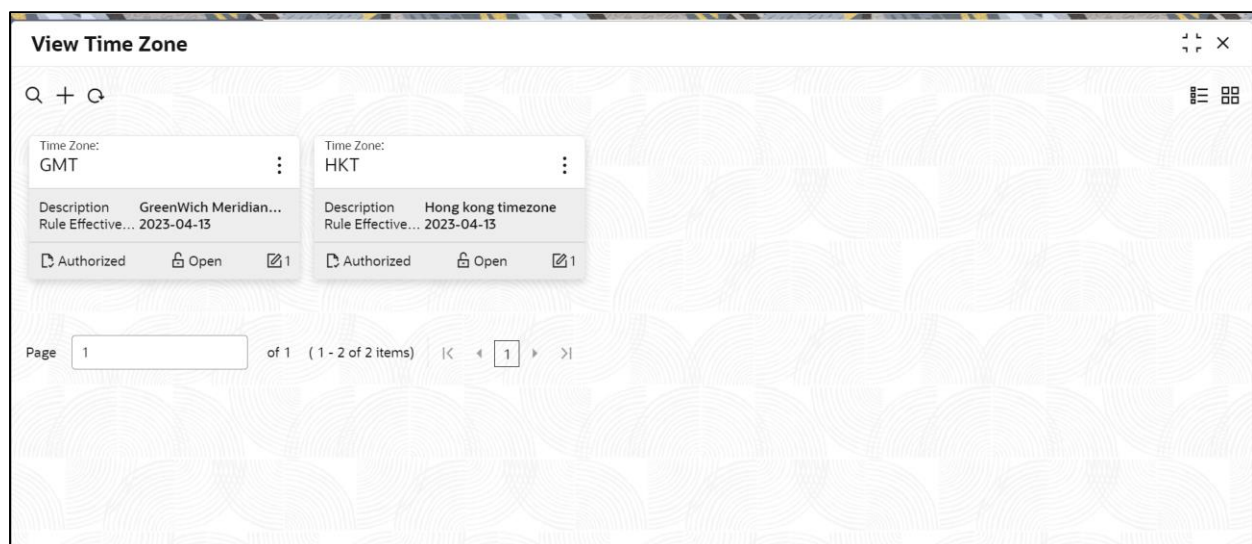 View Time Zone
Time Zone: Time Zone:
GMT HKT
Description GreenWich Meridian... Description Hong kong timezone
Rule Effective... 2023-04-13 Rule Effective... 2023-04-13
Authorized Open 1 Authorized Open 1
Page 1 of 1 ( 1 - 2 of 2 items) 1